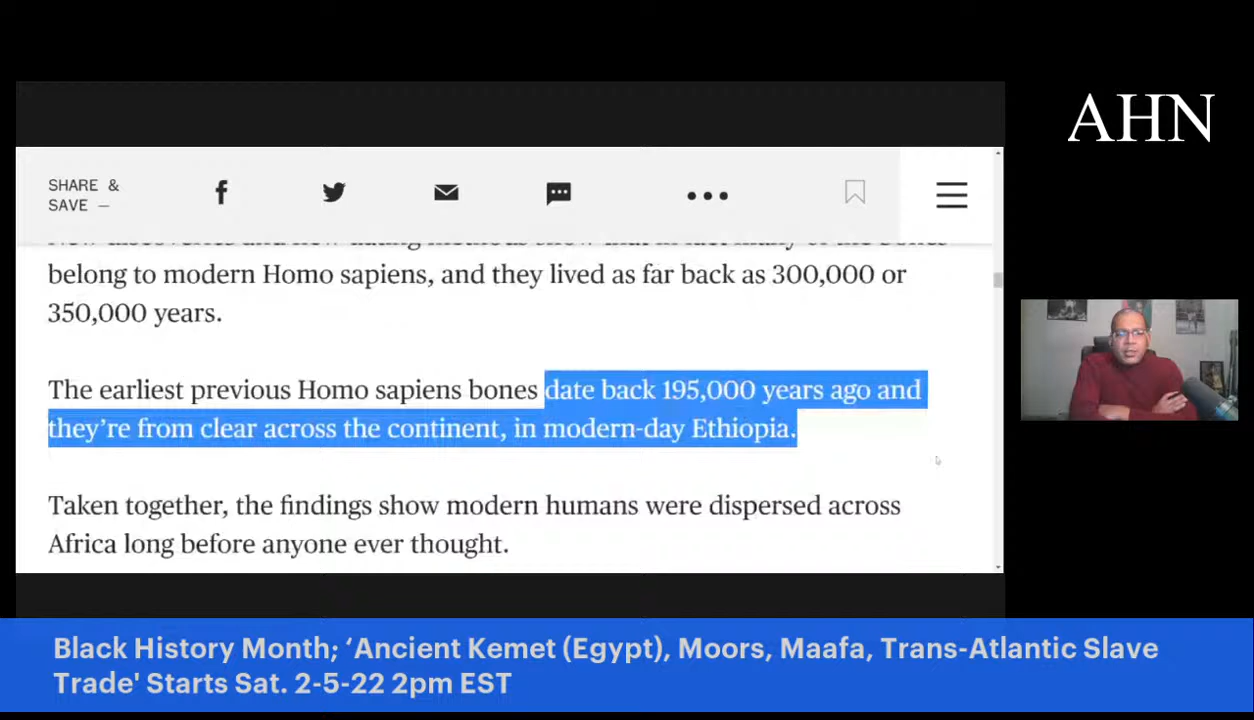 AHN
SHARE &
SAVE —
belong to modern Homo sapiens, and they lived as far back as 300,000 or
350,000 years.
The earliest previous Homo sapiens bones date back 195,000 years ago and
they’re from clear across the continent, in modern-day Ethiopia.
Taken together, the findings show modern humans were dispersed across
Africa long before anyone ever thought.
Black History Month; ‘Ancient Kemet (Egypt), Moors, Maafa, Trans-Atlantic Slave
Trade' Starts Sat. 2-5-22 2pm EST